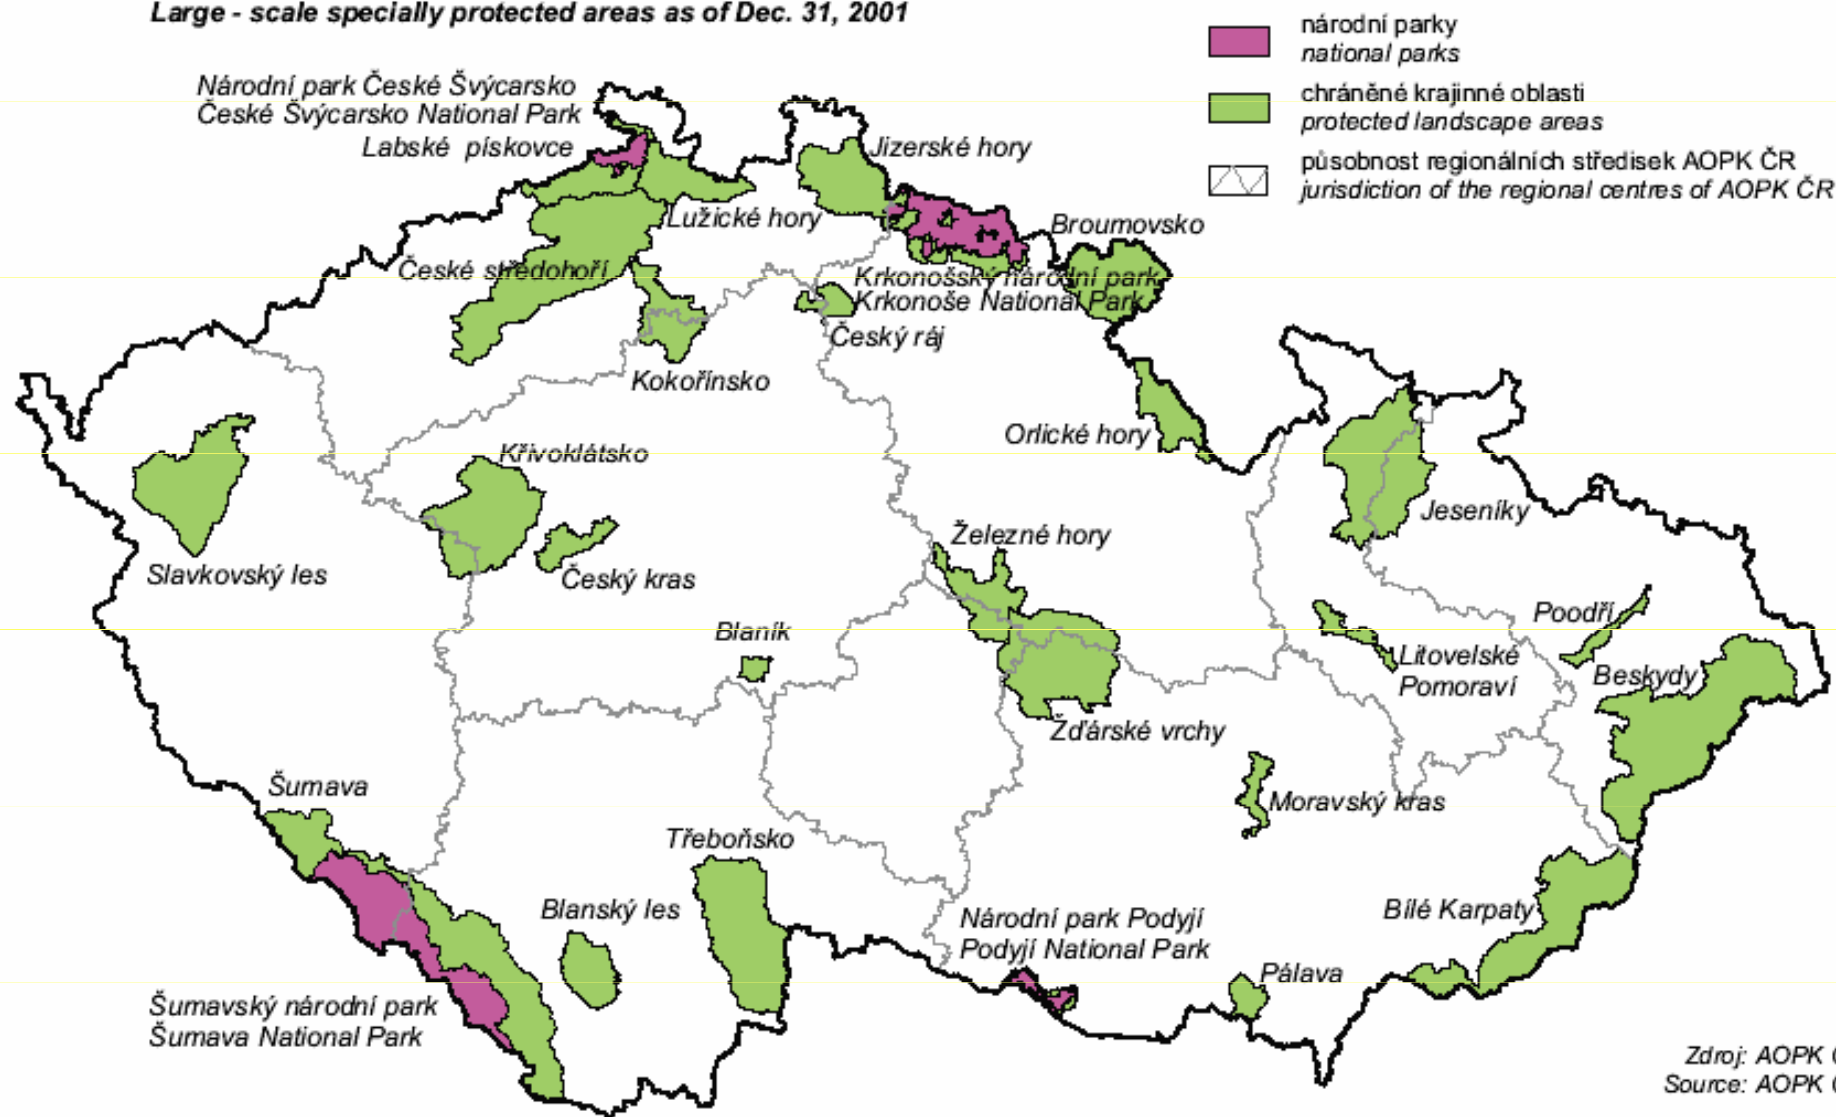 Large - scale specially protected areas as of Dec. 31, 2001
národní parky
national parks
chráněné krajinné oblasti
protected landscape areas
působnost regionálních středisek AOPK ČR
jurisdiction of the regional centres of AOPK ČR
Národní park České Švýcarsko
České Švýcarsko National Park
Labské pískovce
Jizerské hory
Lužické hory
Broumovsko
České středohoří
Krkonošský národní park
Krkonoše National Park
Český ráj
Kokořínsko
Orlické hory
Křivoklátsko
Jeseníky
Železné hory
Slavkovský les
Český kras
Poodří
Blaník
Litovelské
Pomoraví
Beskydy
Žďárské vrchy
Šumava
Moravský kras
Třeboňsko
Blanský les
Bílé Karpaty
Národní park Podyjí
Podyjí National Park
Pálava
Šumavský národní park
Šumava National Park
Zdroj: AOPK
Source: AOPK